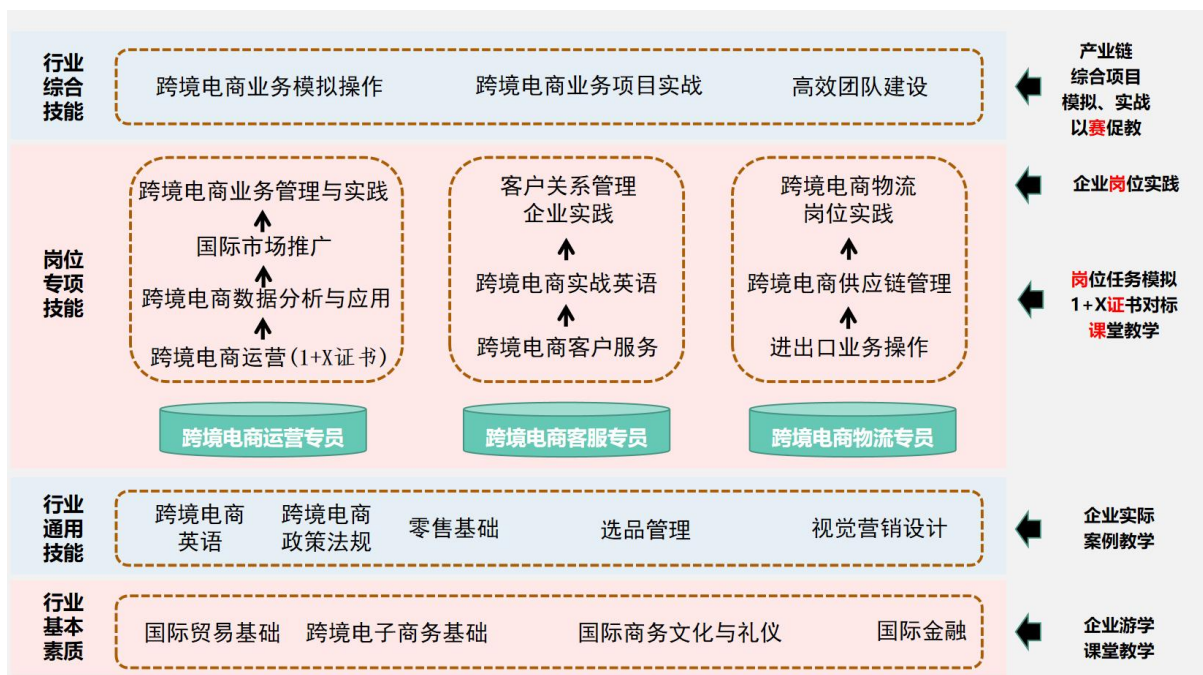 行业
综合
技能
跨境电商业务模拟操作
跨境电商业务项目实战
高效团队建设
产业链
综合项目
模拟、实战
以赛促教
岗位
专项
技能
跨境电商业务管理与实践
国际市场推广
跨境电商数据分析与应用
跨境电商运营(1+X证书)
跨境电商运营专员
客户关系管理
企业实践
跨境电商实战英语
跨境电商客户服务
跨境电商客服专员
跨境电商物流
岗位实践
跨境电商供应链管理
进出口业务操作
跨境电商物流专员
企业岗位实践
岗位任务模拟
1+X证书对标
课堂教学
行业
通用
技能
跨境电商
英语
跨境电商
政策法规
零售基础
选品管理
视觉营销设计
企业实际
案例教学
行业
基本
素质
国际贸易基础
跨境电子商务基础
国际商务文化与礼仪
国际金融
企业游学
课堂教学